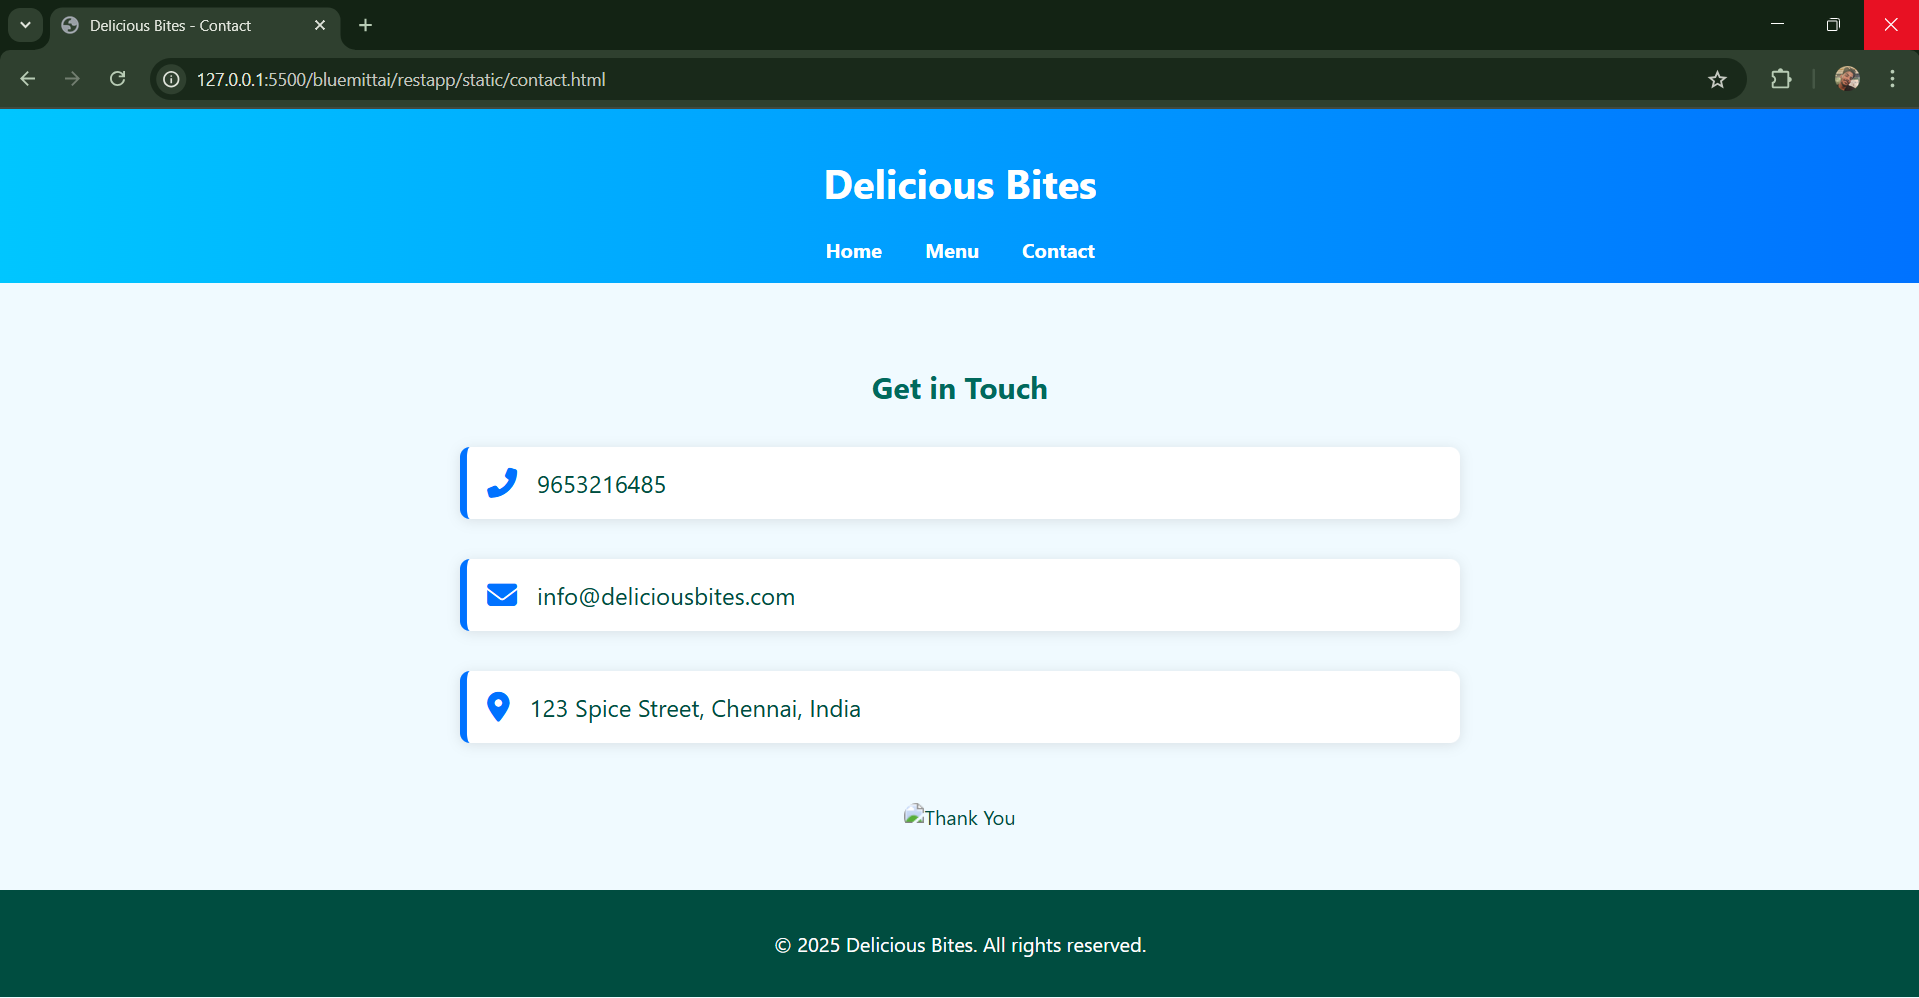 Delicious Bites - Contact
127.0.0.1:5500/bluemittai/restapp/static/contact.html
Delicious Bites
Home Menu Contact
Get in Touch
9653216485
info@deliciousbites.com
123 Spice Street, Chennai, India
Thank You
© 2025 Delicious Bites. All rights reserved.